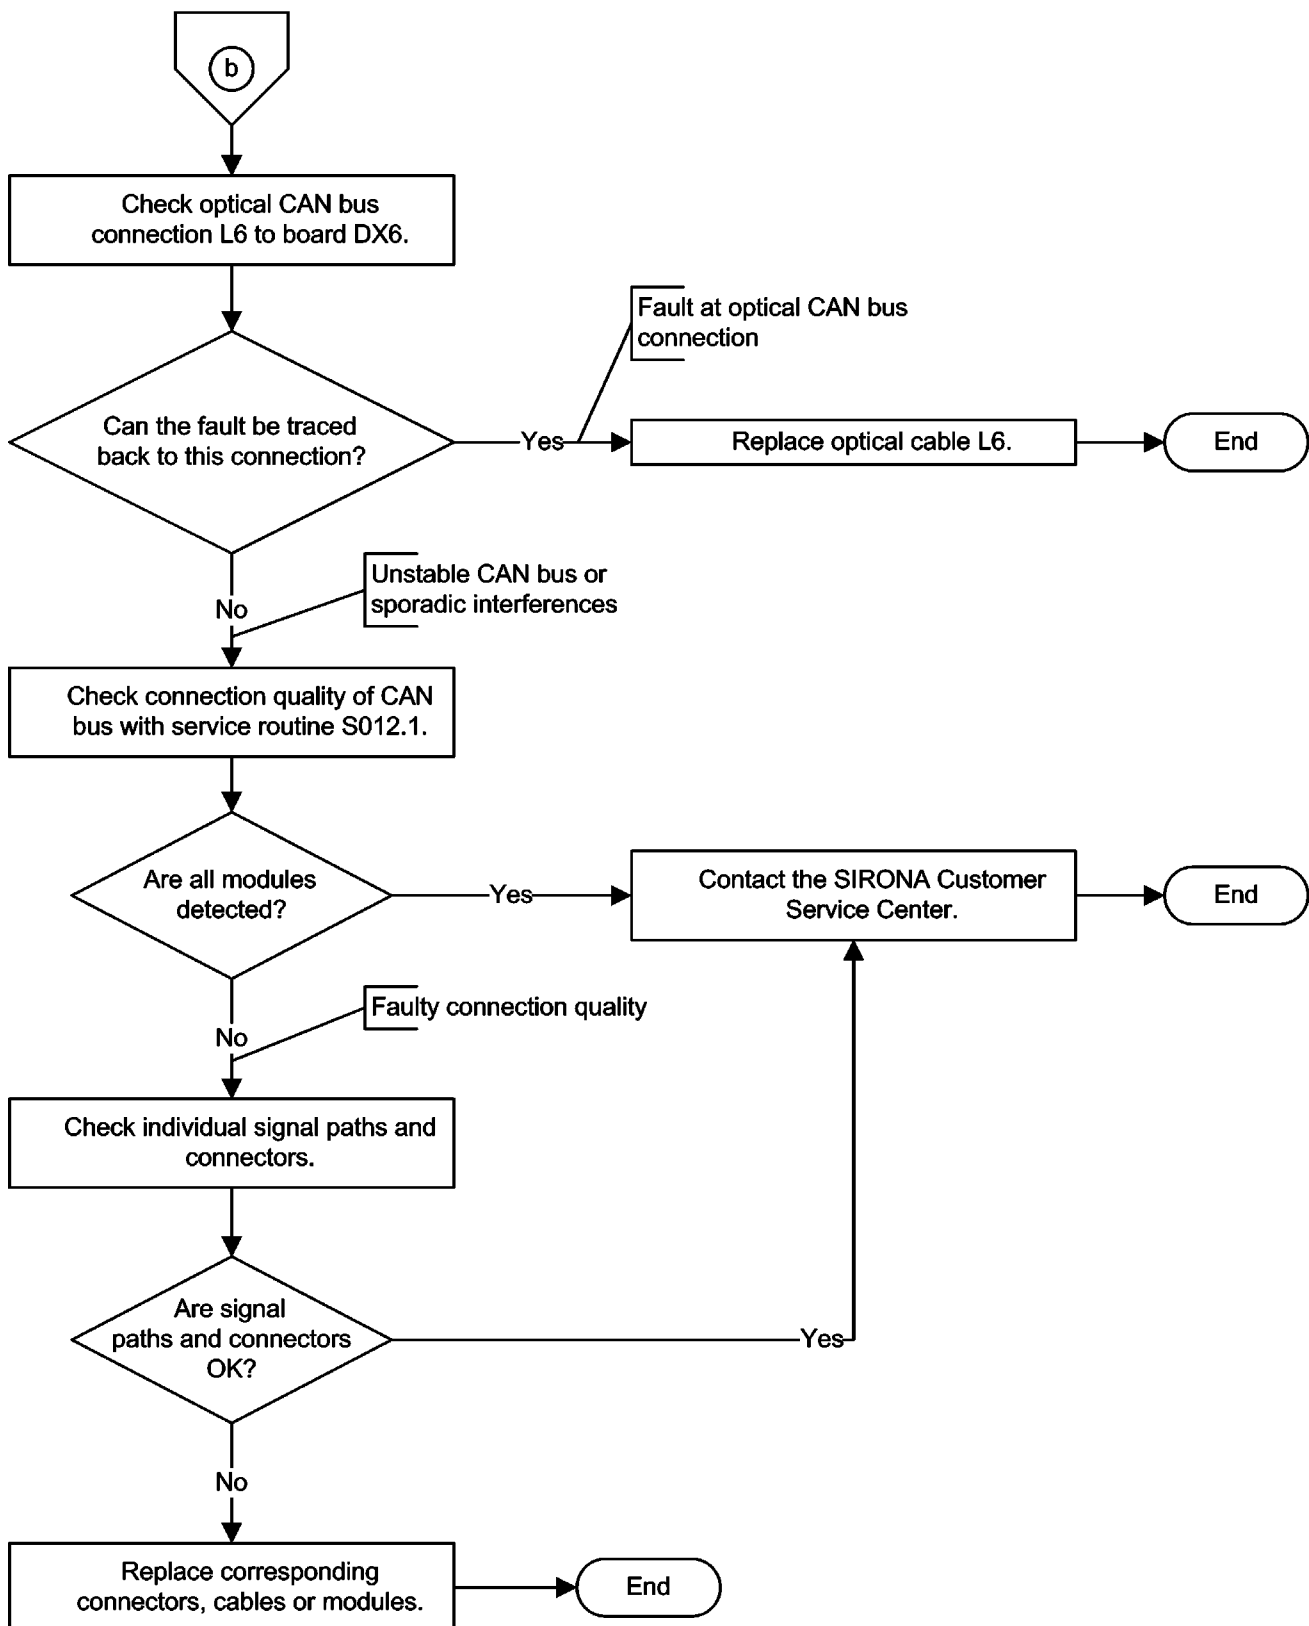 b
Check optical CAN bus
connection L6 to board DX6.
Fault at optical CAN bus
connection
Can the fault be traced
back to this connection?
Yes
Replace optical cable L6.
End
No
Unstable CAN bus or
sporadic interferences
Check connection quality of CAN
bus with service routine S012.1.
Are all modules
detected?
Yes
Contact the SIRONA Customer
Service Center.
End
No
Faulty connection quality
Check individual signal paths and
connectors.
Are signal
paths and connectors
OK?
Yes
No
Replace corresponding
connectors, cables or modules.
End